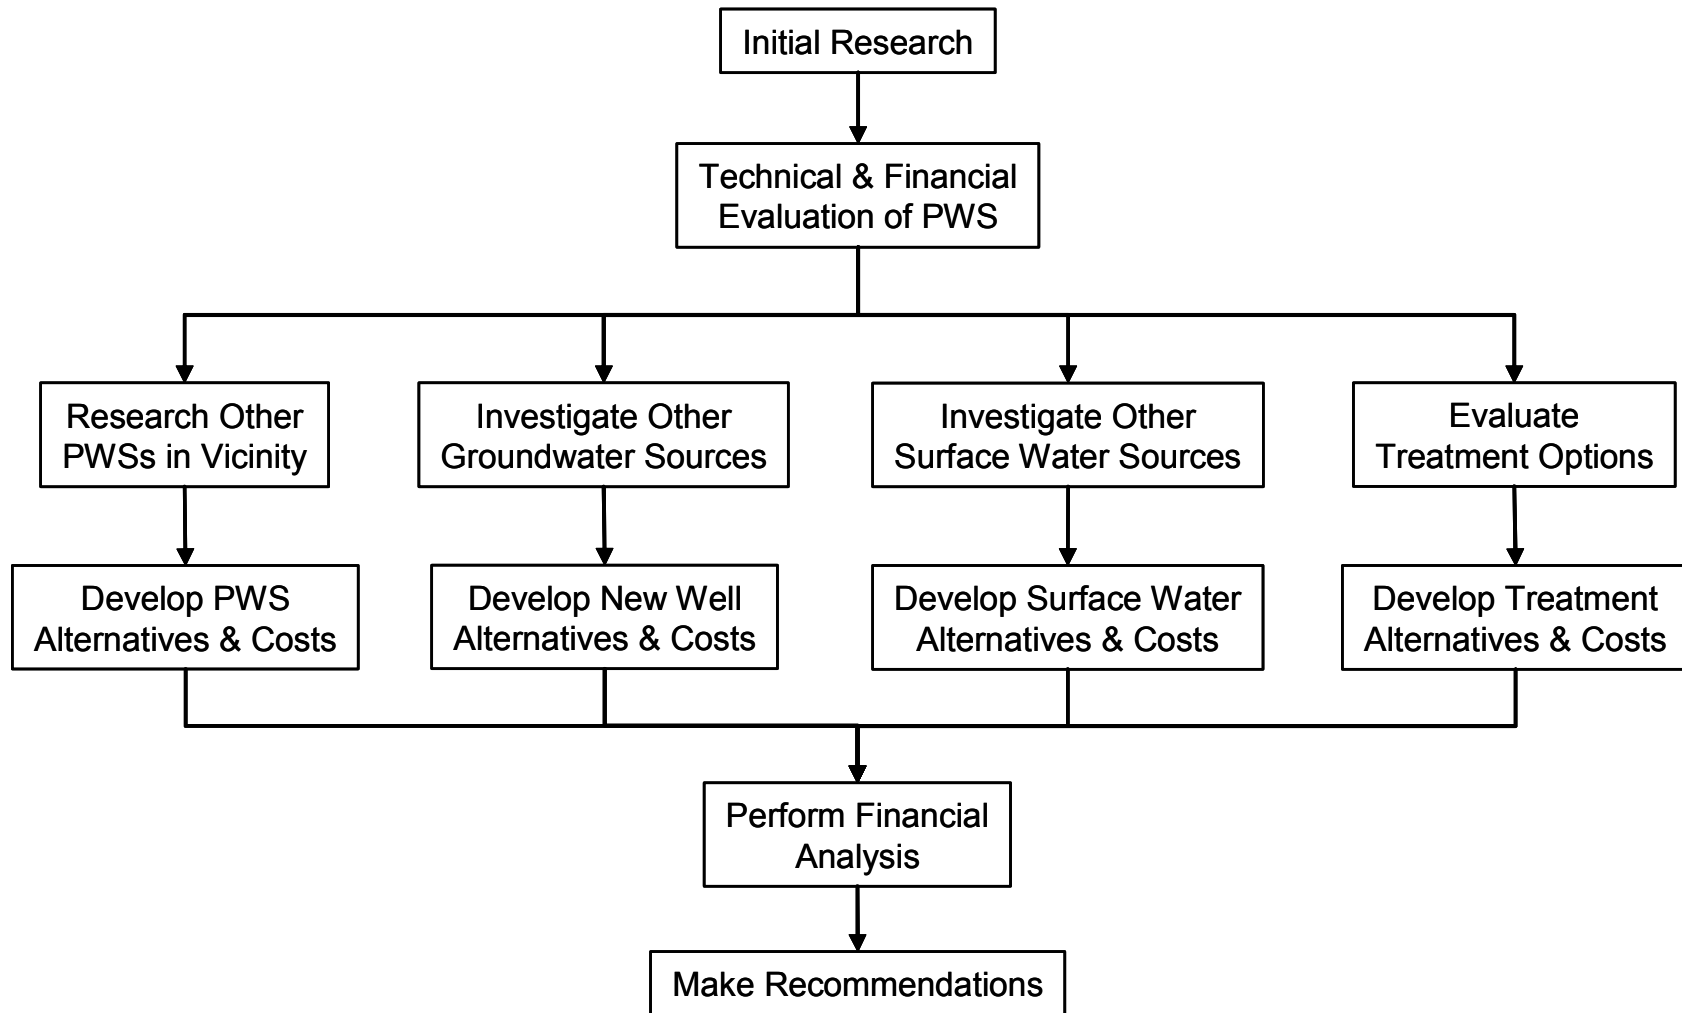 Initial Research
Technical & Financial
Evaluation of PWS
Research Other
PWSs in Vicinity
Investigate Other
Groundwater Sources
Investigate Other
Surface Water Sources
Evaluate
Treatment Options
Develop PWS
Alternatives & Costs
Develop New Well
Alternatives & Costs
Develop Surface Water
Alternatives & Costs
Develop Treatment
Alternatives & Costs
Perform Financial
Analysis
Make Recommendations